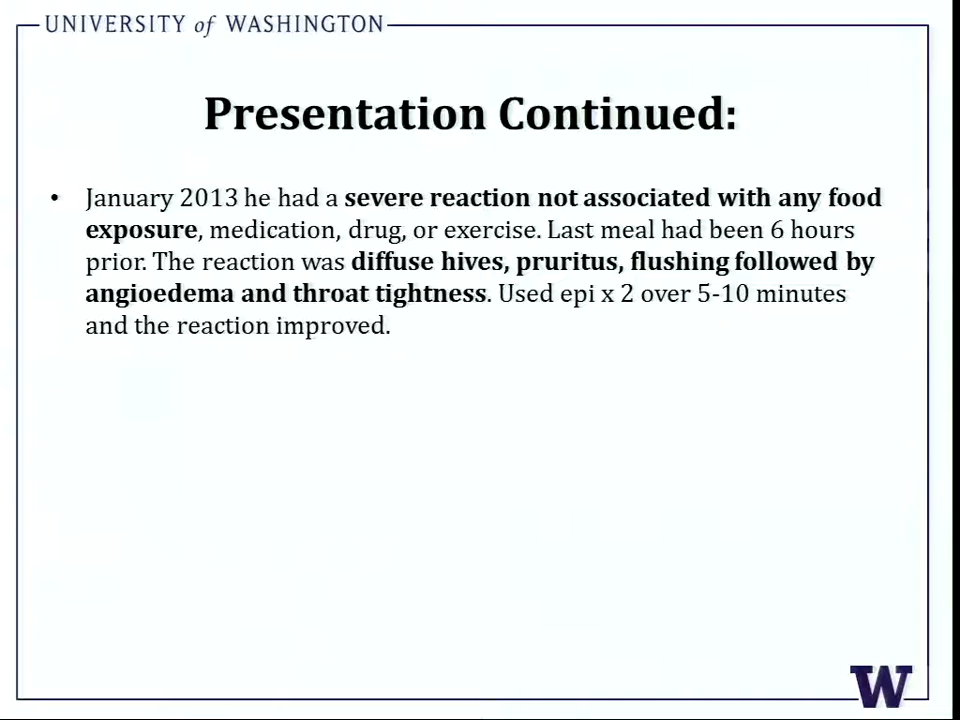 UNIVERSITY of WASHINGTON
Presentation Continued:
• January 2013 he had a severe reaction not associated with any food
exposure, medication, drug, or exercise. Last meal had been 6 hours
prior. The reaction was diffuse hives, pruritus, flushing followed by
angioedema and throat tightness. Used epi x 2 over 5-10 minutes
and the reaction improved.
W